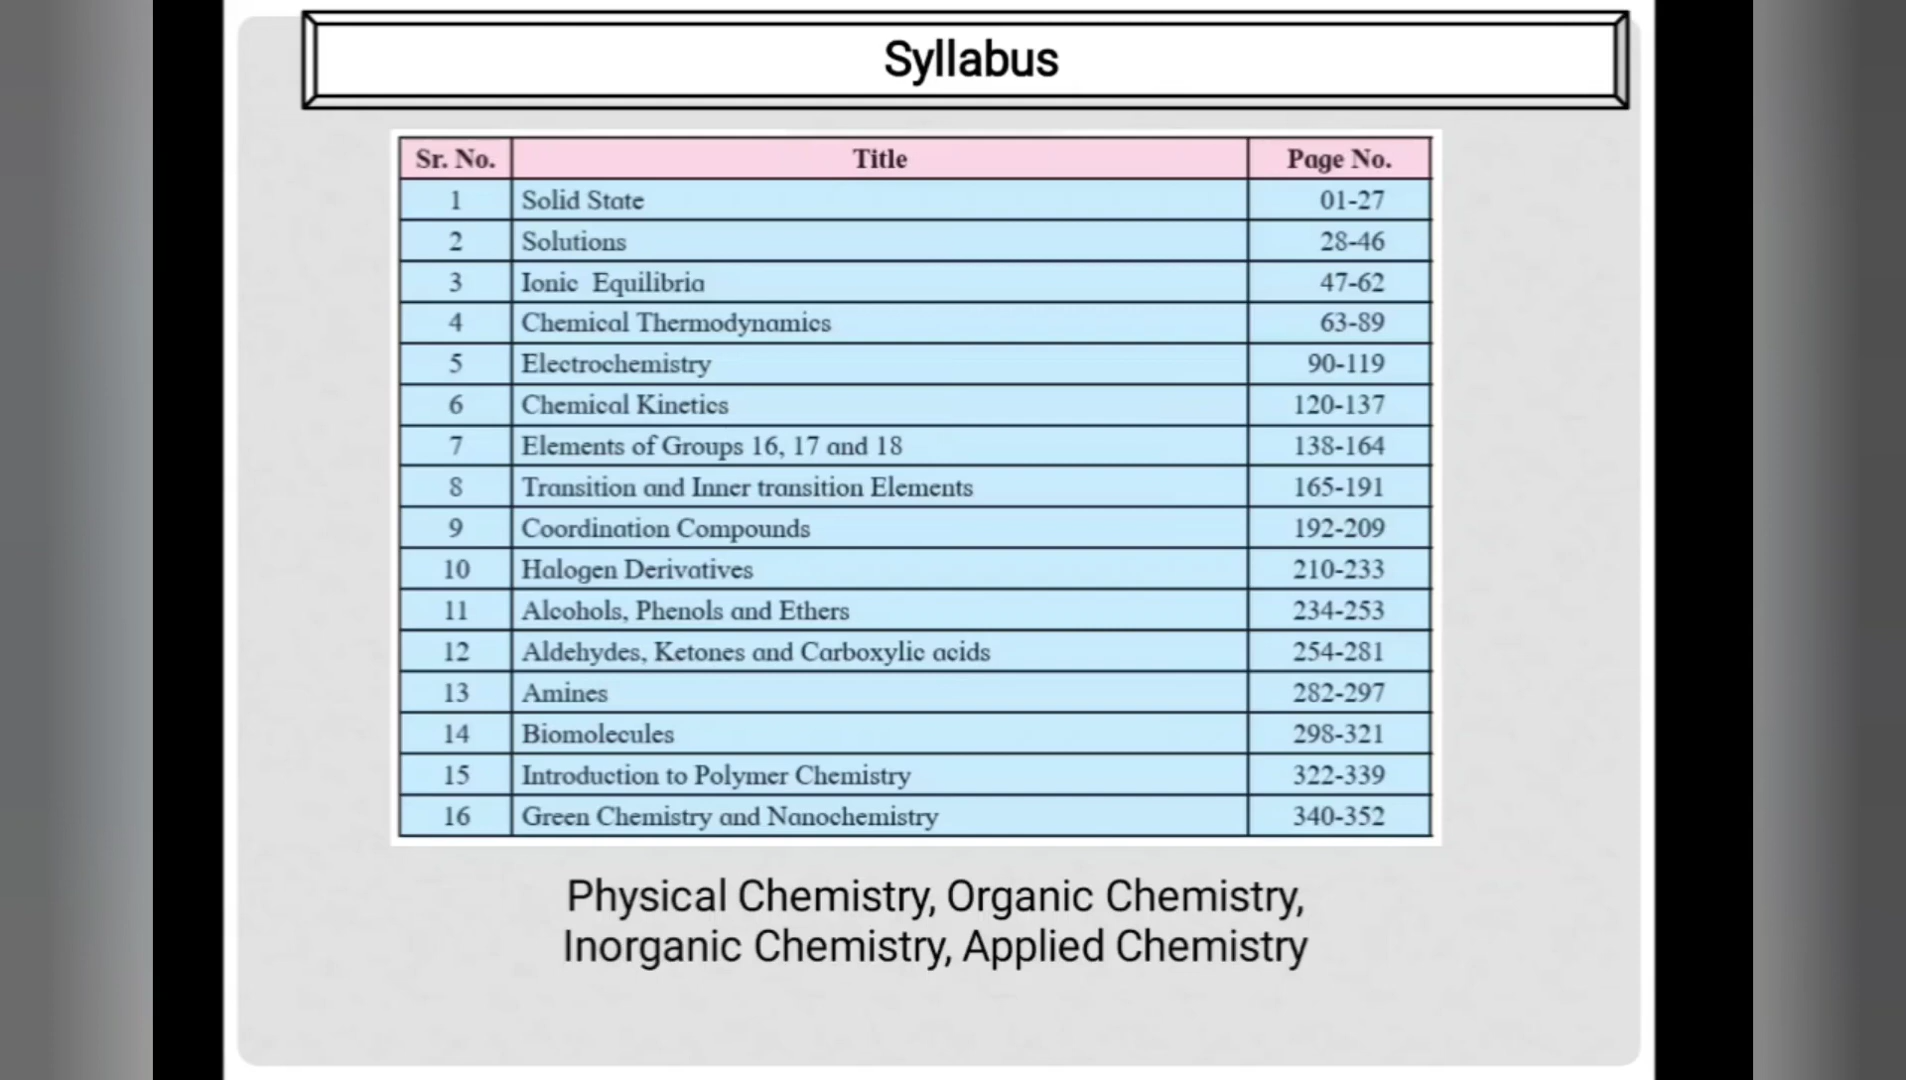 Syllabus
Sr. No. Title Page No.
1 Solid State 01-27
2 Solutions 28-46
3 Ionic Equilibria 47-62
4 Chemical Thermodynamics 63-89
5 Electrochemistry 90-119
6 Chemical Kinetics 120-137
7 Elements of Groups 16, 17 and 18 138-164
8 Transition and Inner transition Elements 165-191
9 Coordination Compounds 192-209
10 Halogen Derivatives 210-233
11 Alcohols, Phenols and Ethers 234-253
12 Aldehydes, Ketones and Carboxylic acids 254-281
13 Amines 282-297
14 Biomolecules 298-321
15 Introduction to Polymer Chemistry 322-339
16 Green Chemistry and Nanochemistry 340-352
Physical Chemistry, Organic Chemistry,
Inorganic Chemistry, Applied Chemistry